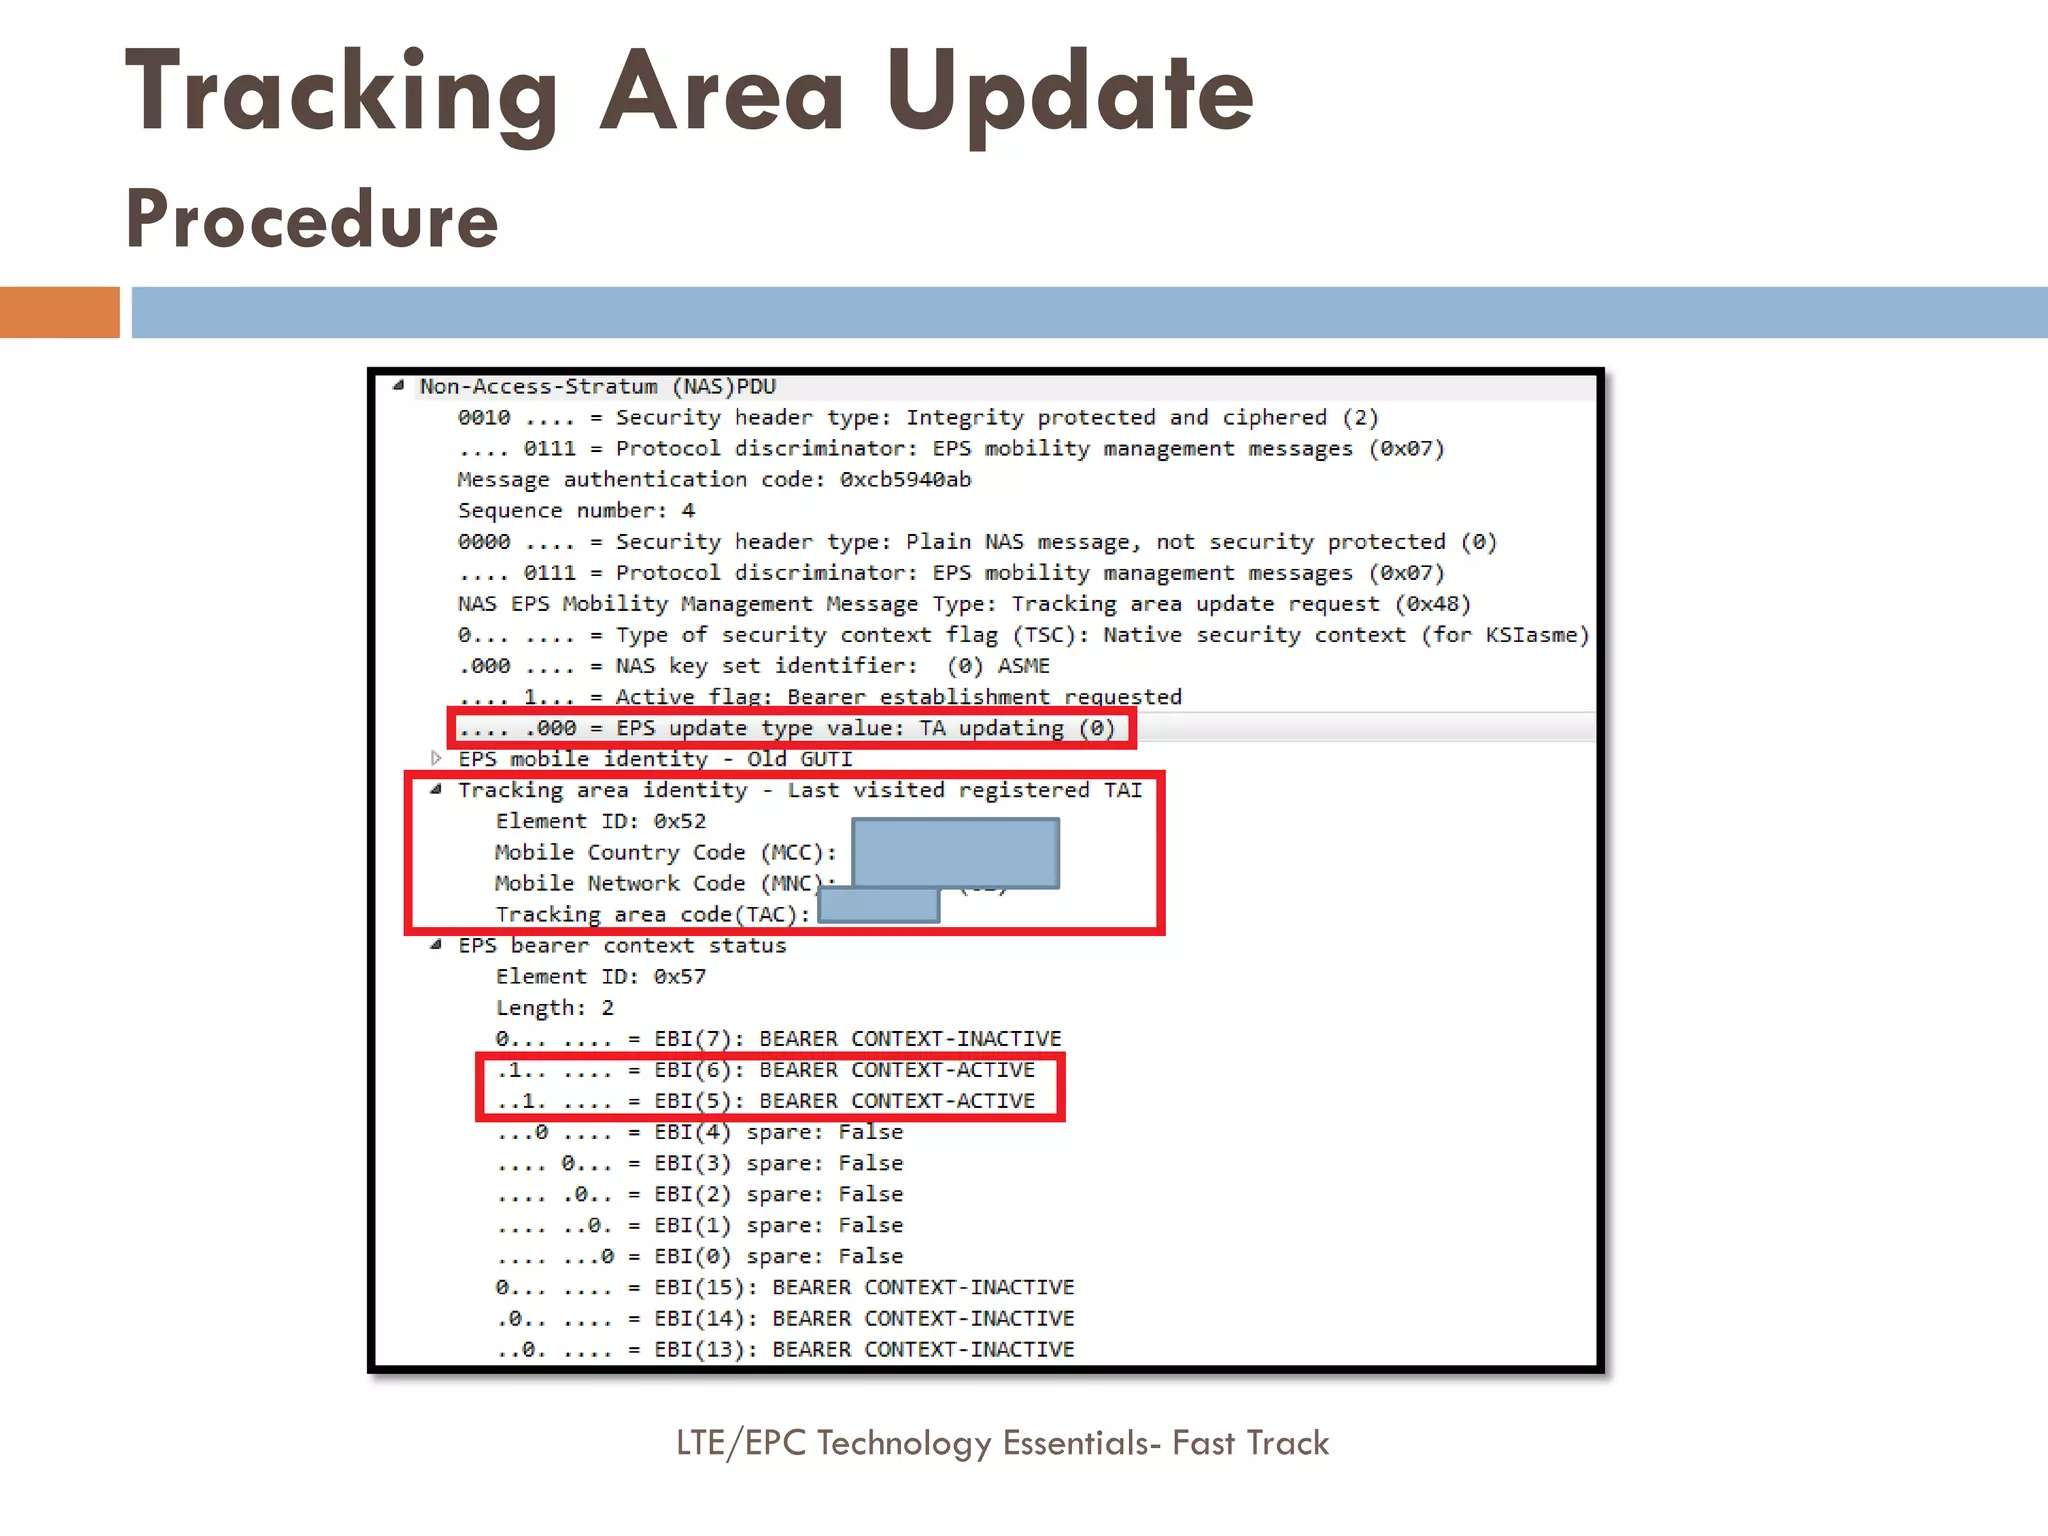 Tracking Area Update
Procedure
Non-Access-Stratum (NAS)PDU
0010 .... = Security header type: Integrity protected and ciphered (2)
.... 0111 = Protocol discriminator: EPS mobility management messages (0x07)
Message authentication code: 0xcb5940ab
Sequence number: 4
0000 .... = Security header type: Plain NAS message, not security protected (0)
.... 0111 = Protocol discriminator: EPS mobility management messages (0x07)
NAS EPS Mobility Management Message Type: Tracking area update request (0x48)
0... .... = Type of security context flag (TSC): Native security context (for KSIasme)
.000 .... = NAS key set identifier:  (0) ASME
.... 1... = Active flag: Bearer establishment requested
.... .000 = EPS update type value: TA updating (0)
EPS mobile identity - Old GUTI
Tracking area identity - Last visited registered TAI
Element ID: 0x52
Mobile Country Code (MCC):
Mobile Network Code (MNC):
Tracking area code(TAC):
EPS bearer context status
Element ID: 0x57
Length: 2
0... .... = EBI(7): BEARER CONTEXT-INACTIVE
.1.. .... = EBI(6): BEARER CONTEXT-ACTIVE
..1. .... = EBI(5): BEARER CONTEXT-ACTIVE
...0 .... = EBI(4) spare: False
.... 0... = EBI(3) spare: False
.... .0.. = EBI(2) spare: False
.... ..0. = EBI(1) spare: False
.... ...0 = EBI(0) spare: False
0... .... = EBI(15): BEARER CONTEXT-INACTIVE
.0.. .... = EBI(14): BEARER CONTEXT-INACTIVE
..0. .... = EBI(13): BEARER CONTEXT-INACTIVE
LTE/EPC Technology Essentials- Fast Track